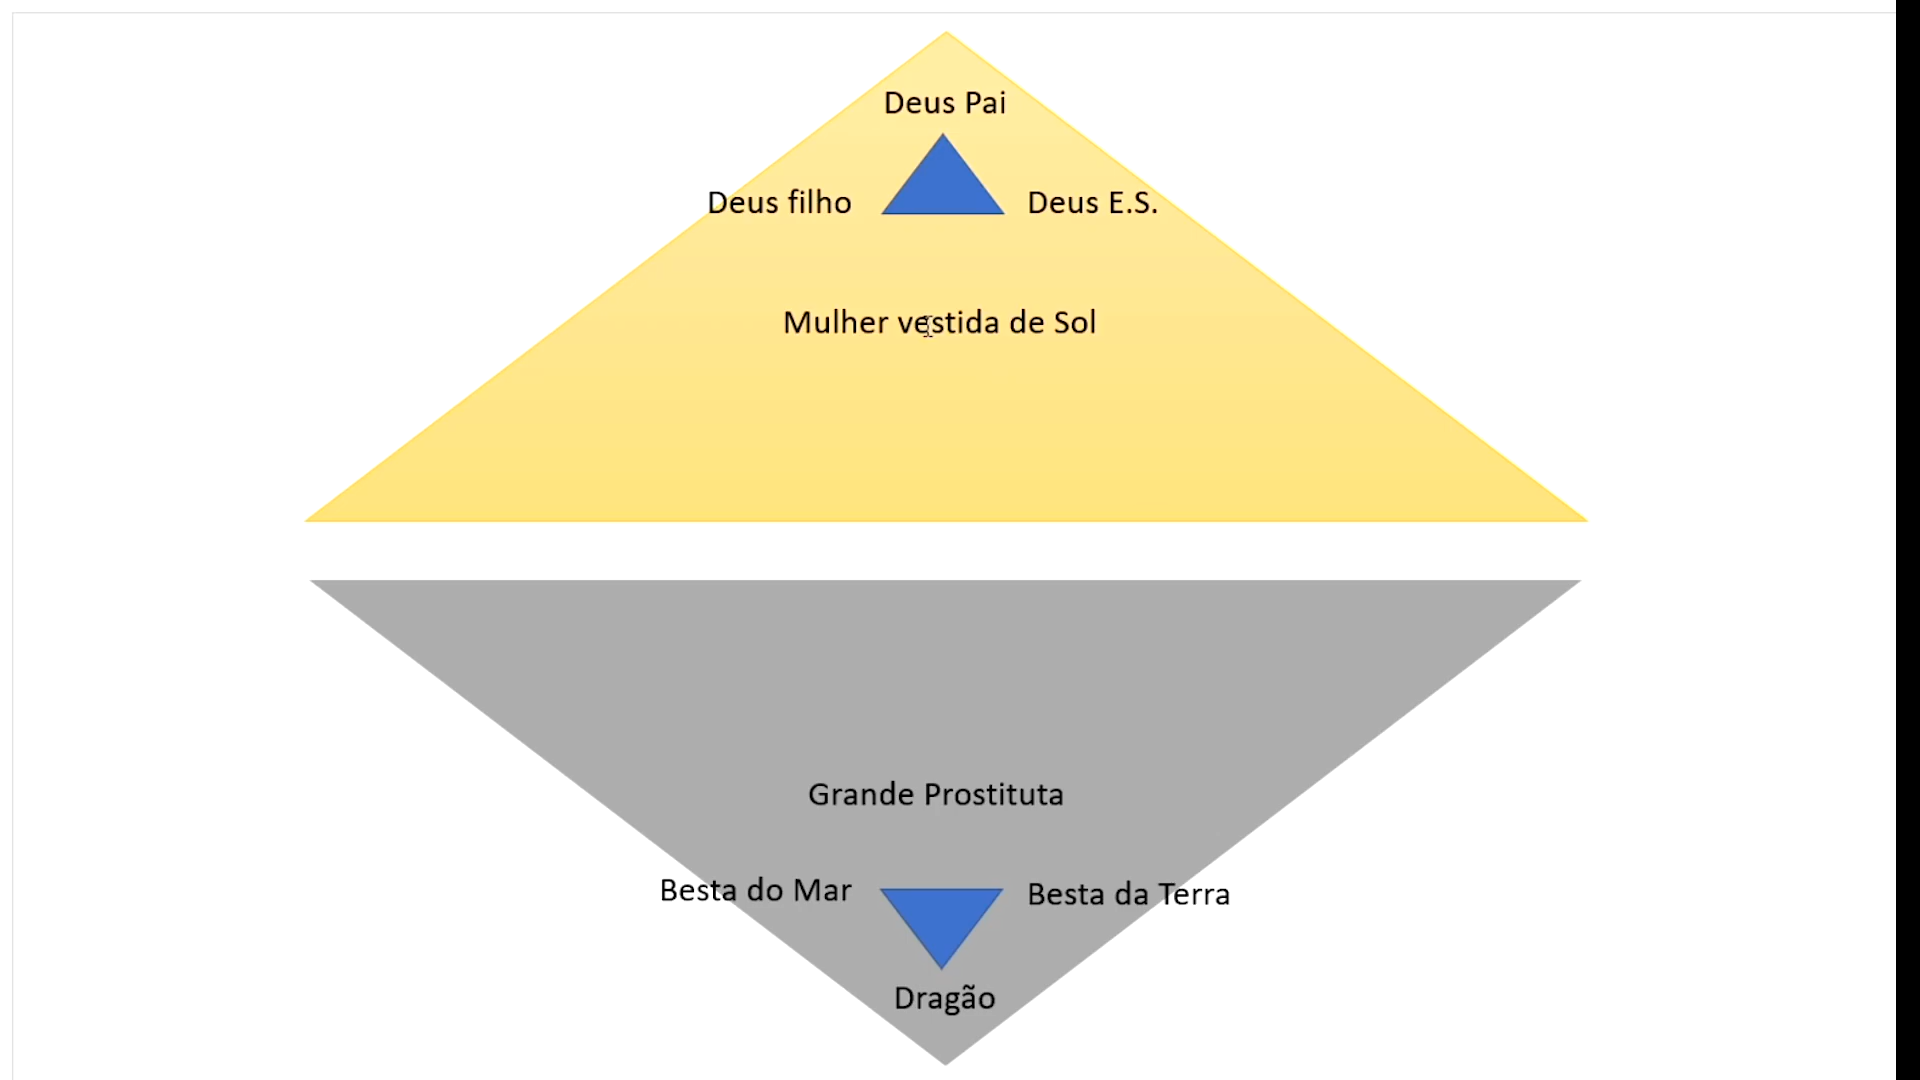 Deus Pai
Deus filho
Deus E.S.
Mulher vestida de Sol
Grande Prostituta
Besta do Mar
Besta da Terra
Dragão